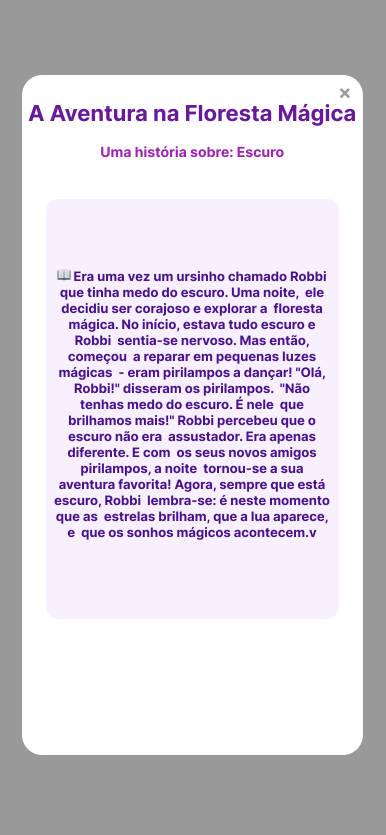 ×
A Aventura na Floresta Mágica
Uma história sobre: Escuro
📖 Era uma vez um ursinho chamado Robbi
que tinha medo do escuro. Uma noite,  ele
decidiu ser corajoso e explorar a  floresta
mágica. No início, estava tudo escuro e
Robbi  sentia-se nervoso. Mas então,
começou  a reparar em pequenas luzes
mágicas  - eram pirilampos a dançar! "Olá,
Robbi!" disseram os pirilampos.  "Não
tenhas medo do escuro. É nele  que
brilhamos mais!" Robbi percebeu que o
escuro não era  assustador. Era apenas
diferente. E com  os seus novos amigos
pirilampos, a noite  tornou-se a sua
aventura favorita! Agora, sempre que está
escuro, Robbi  lembra-se: é neste momento
que as  estrelas brilham, que a lua aparece,
e  que os sonhos mágicos acontecem.v